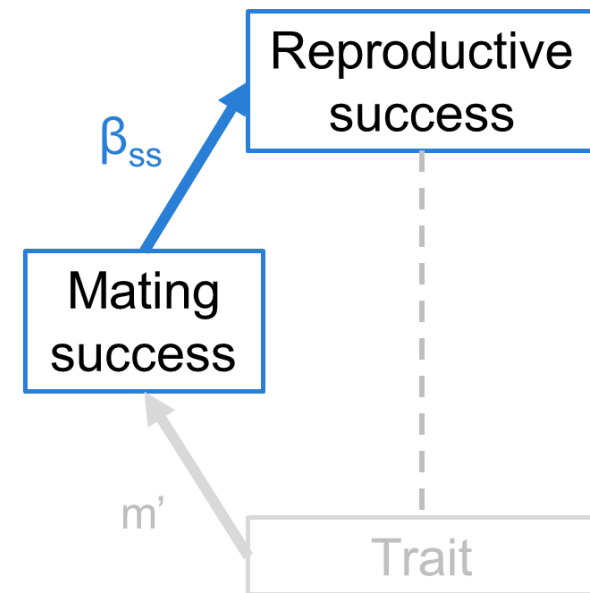 Reproductive
success
βss
Mating
success
m’
Trait